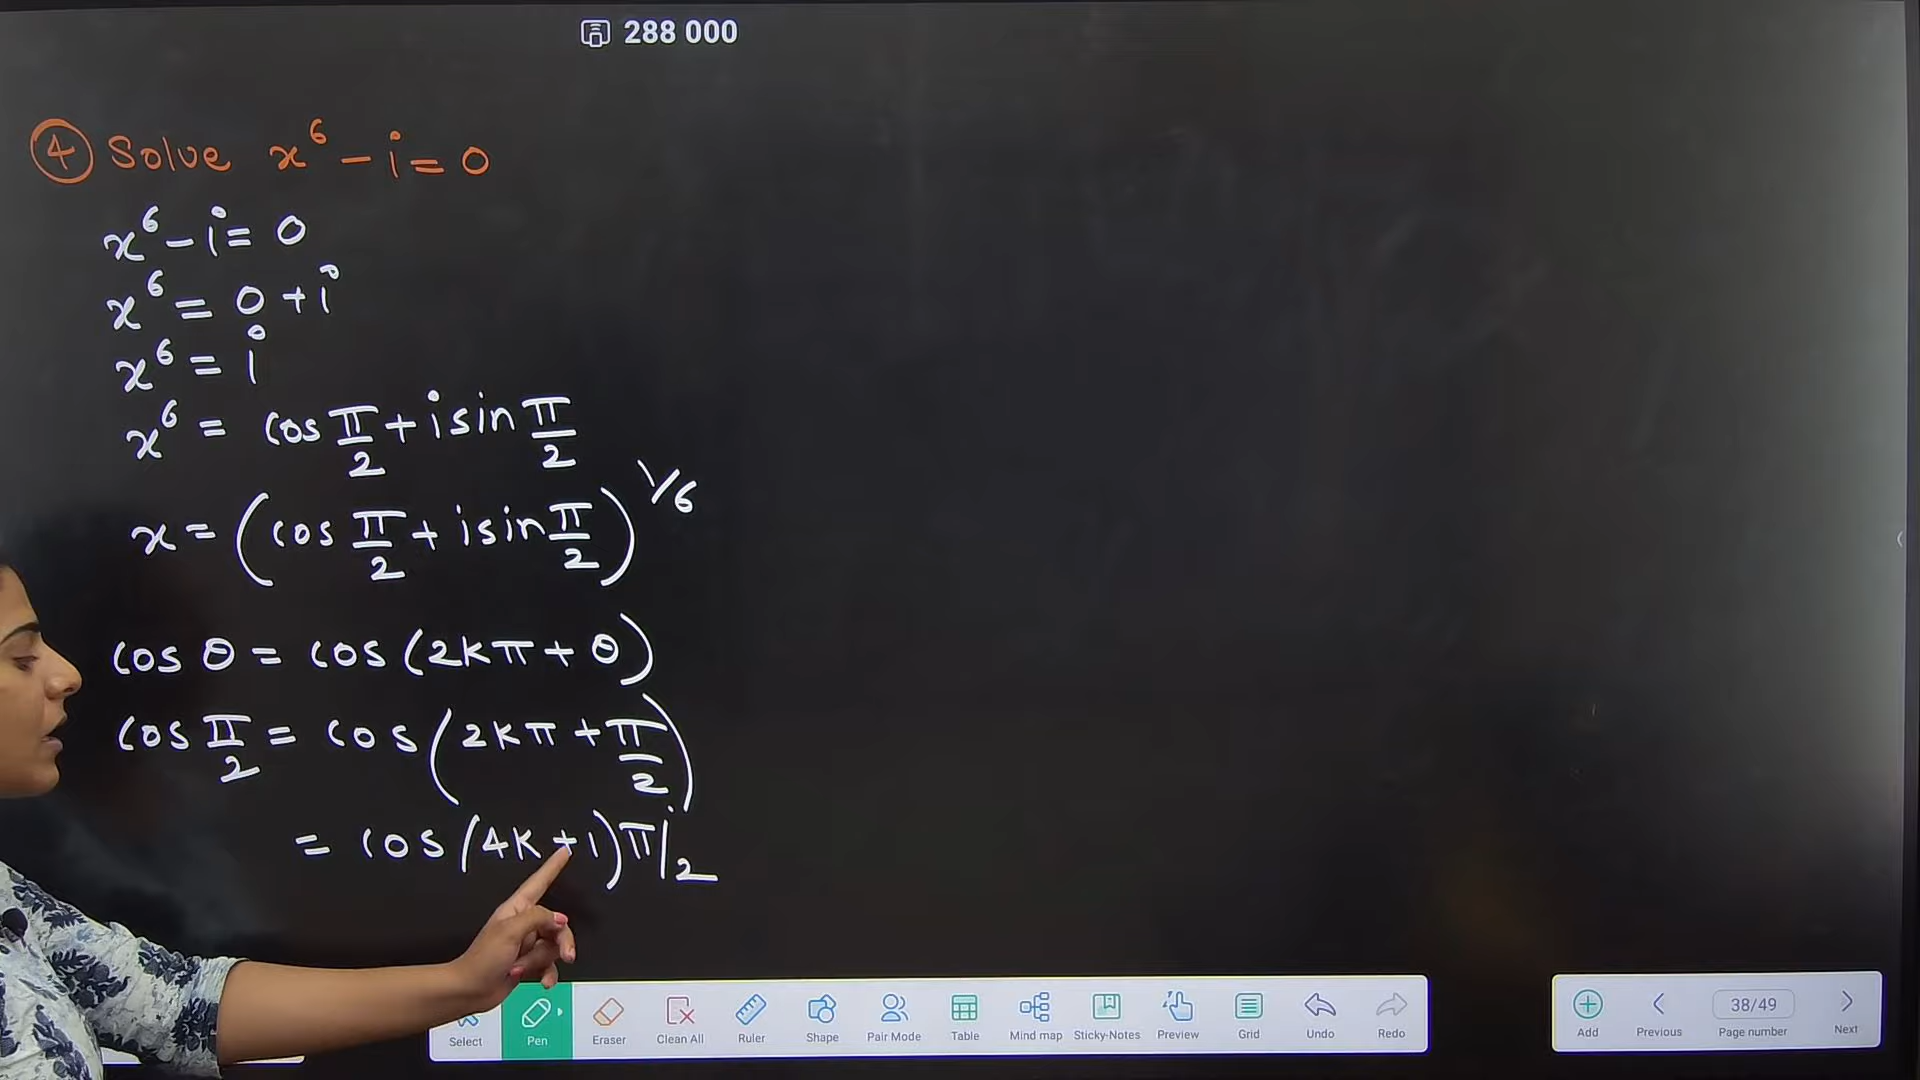 288 000
④ Solve x⁶ - i = 0
x⁶ - i = 0
x⁶ = 0 + i
x⁶ = i
x⁶ = cos π/2 + i sin π/2
x = (cos π/2 + i sin π/2)^1/6
cos θ = cos (2kπ + θ)
cos π/2 = cos (2kπ + π/2)
= cos (4k+1) π/2
Select Pen Eraser Clean All Ruler Shape Pair Mode Table Mind map Sticky-Notes Preview Grid Undo Redo
Add Previous 38/49 Page number Next